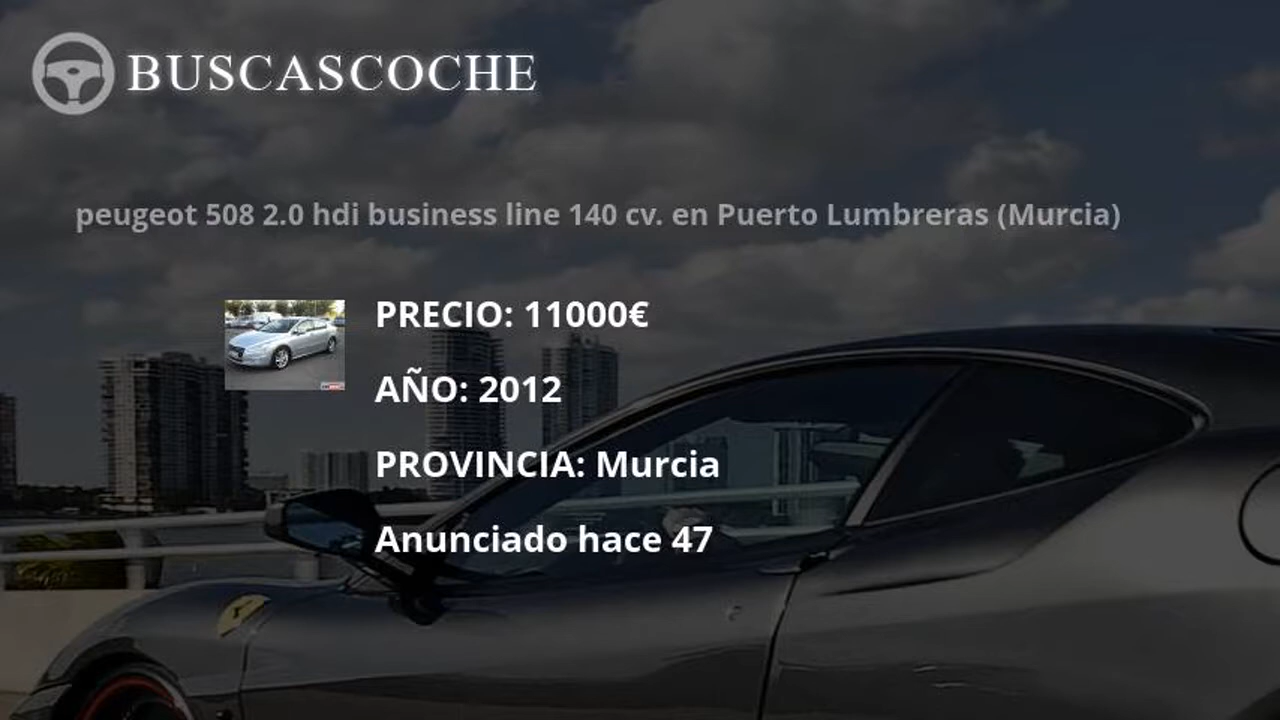 BUSCASCOCHE
peugeot 508 2.0 hdi business line 140 cv. en Puerto Lumbreras (Murcia)
PRECIO: 11000€
AÑO: 2012
PROVINCIA: Murcia
Anunciado hace 47